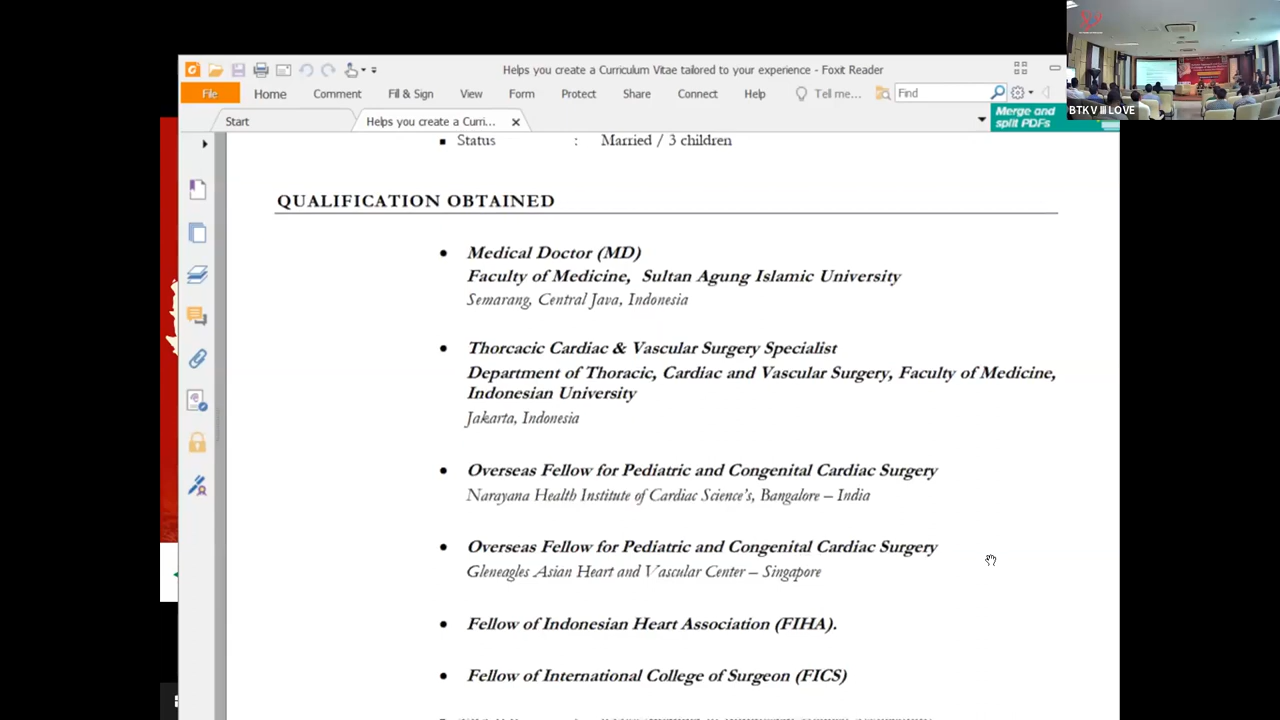 Helps you create a Curriculum Vitae tailored to your experience - Foxit Reader
File Home Comment Fill & Sign View Form Protect Share Connect Help Tell me... Find
Start Helps you create a Curri...
Merge and
split PDFs
BTKV III LOVE
Status : Married / 3 children
QUALIFICATION OBTAINED
Medical Doctor (MD)
Faculty of Medicine, Sultan Agung Islamic University
Semarang, Central Java, Indonesia
Thorcacic Cardiac & Vascular Surgery Specialist
Department of Thoracic, Cardiac and Vascular Surgery, Faculty of Medicine,
Indonesian University
Jakarta, Indonesia
Overseas Fellow for Pediatric and Congenital Cardiac Surgery
Narayana Health Institute of Cardiac Science's, Bangalore – India
Overseas Fellow for Pediatric and Congenital Cardiac Surgery
Gleneagles Asian Heart and Vascular Center – Singapore
Fellow of Indonesian Heart Association (FIHA).
Fellow of International College of Surgeon (FICS)